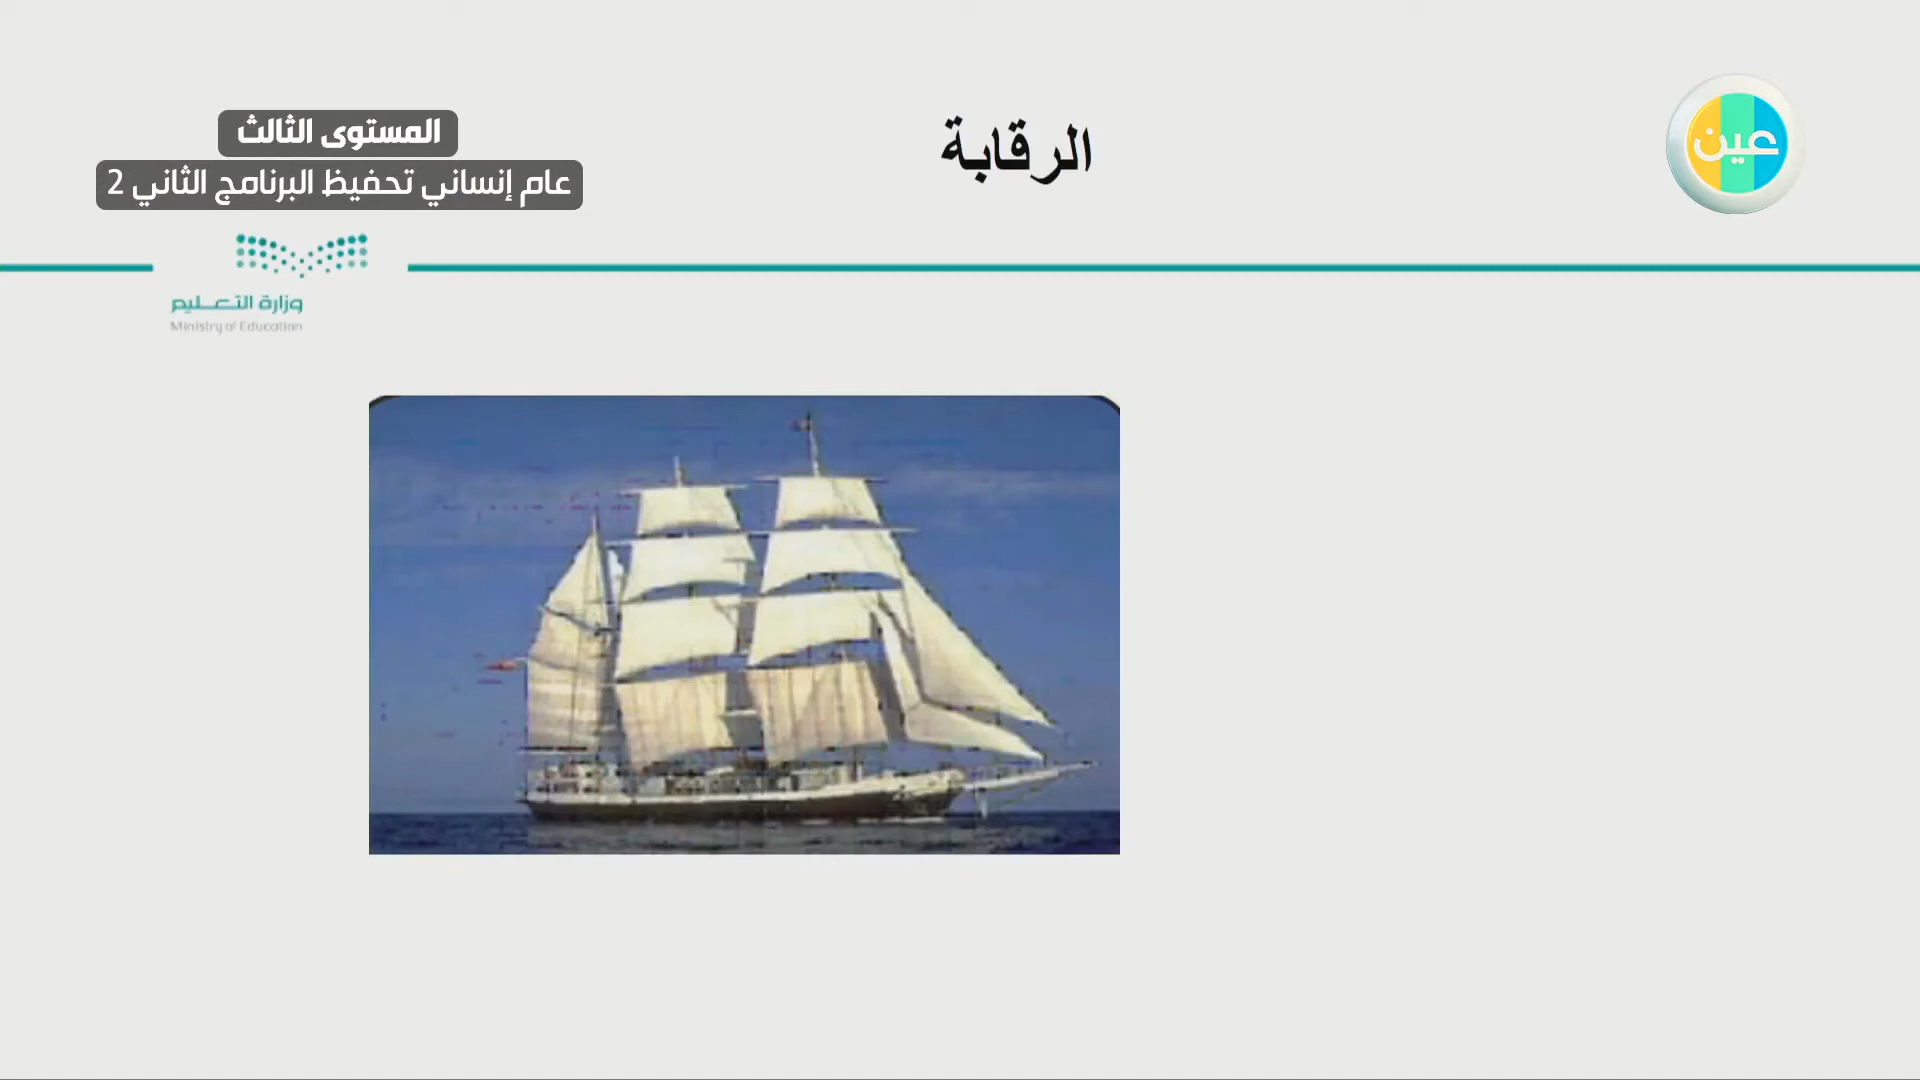 الرقابة
عين
المستوى الثالث
عام إنساني تحفيظ البرنامج الثاني 2
وزارة التعليم
Ministry of Education